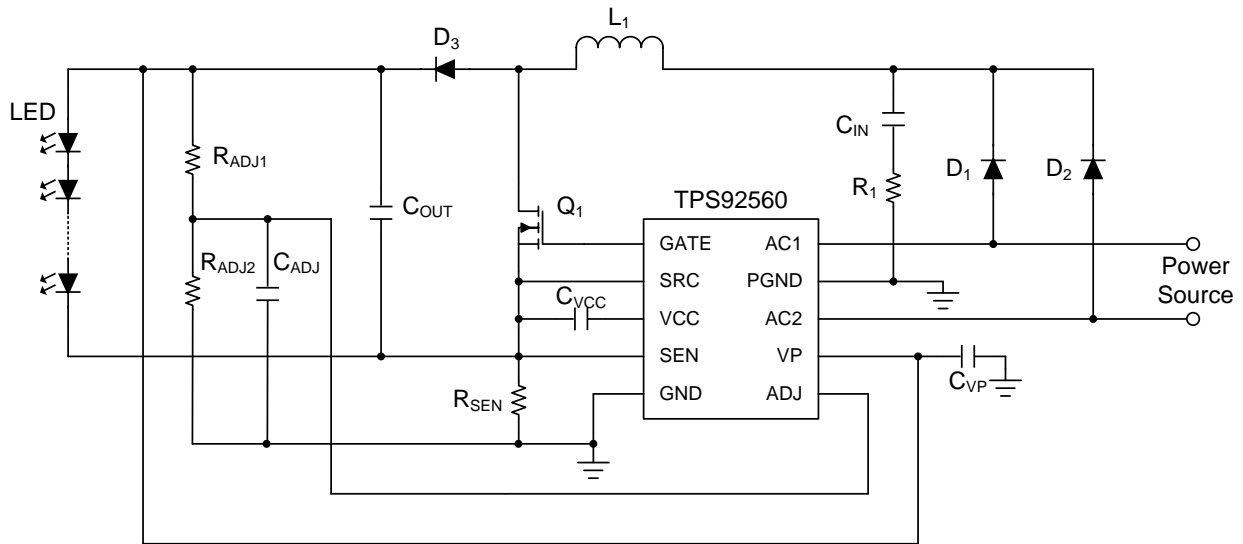 L1
D3
LED
RADJ1
CIN
D1
D2
R1
TPS92560
COUT
Q1
GATE
AC1
RADJ2
CADJ
SRC
PGND
Power
Source
CVCC
VCC
AC2
SEN
VP
CVP
RSEN
GND
ADJ